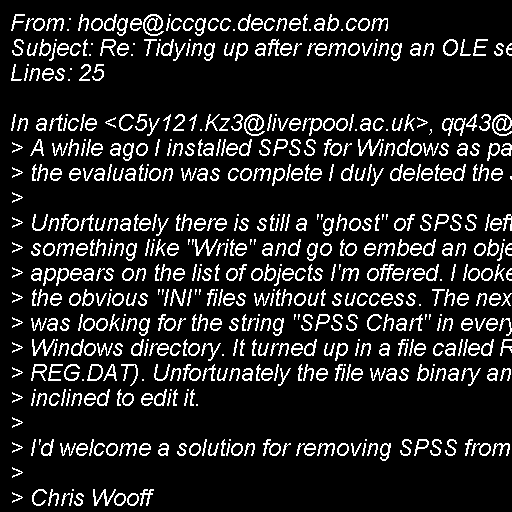 From: hodge@iccgcc.decnet.ab.com
Subject: Re: Tidying up after removing an OLE se
Lines: 25

In article <C5y121.Kz3@liverpool.ac.uk>, qq43@
> A while ago I installed SPSS for Windows as pa
> the evaluation was complete I duly deleted the
>
> Unfortunately there is still a "ghost" of SPSS left
> something like "Write" and go to embed an obje
> appears on the list of objects I'm offered. I looke
> the obvious "INI" files without success. The nex
> was looking for the string "SPSS Chart" in every
> Windows directory. It turned up in a file called R
> REG.DAT). Unfortunately the file was binary an
> inclined to edit it.
>
> I'd welcome a solution for removing SPSS from
>
> Chris Wooff